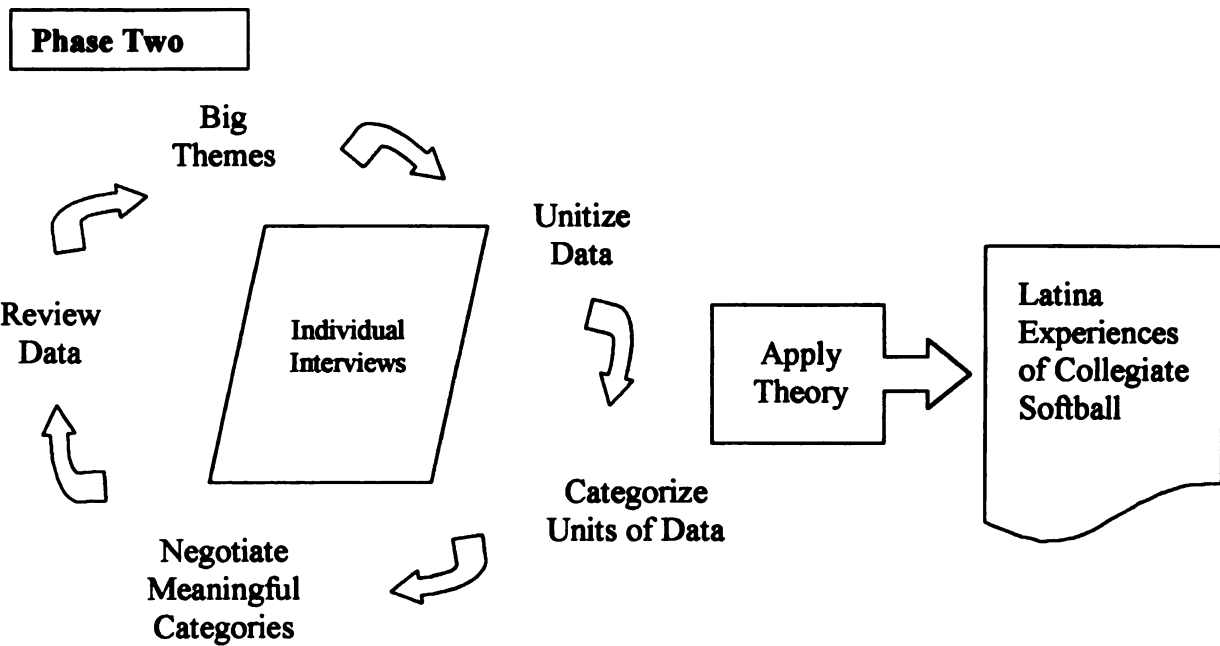 Phase Two
Big
Themes
Unitize
Data
Review
Data
Individual
Interviews
Apply
Theory
Latina
Experiences
of Collegiate
Softball
Categorize
Units of Data
Negotiate
Meaningful
Categories